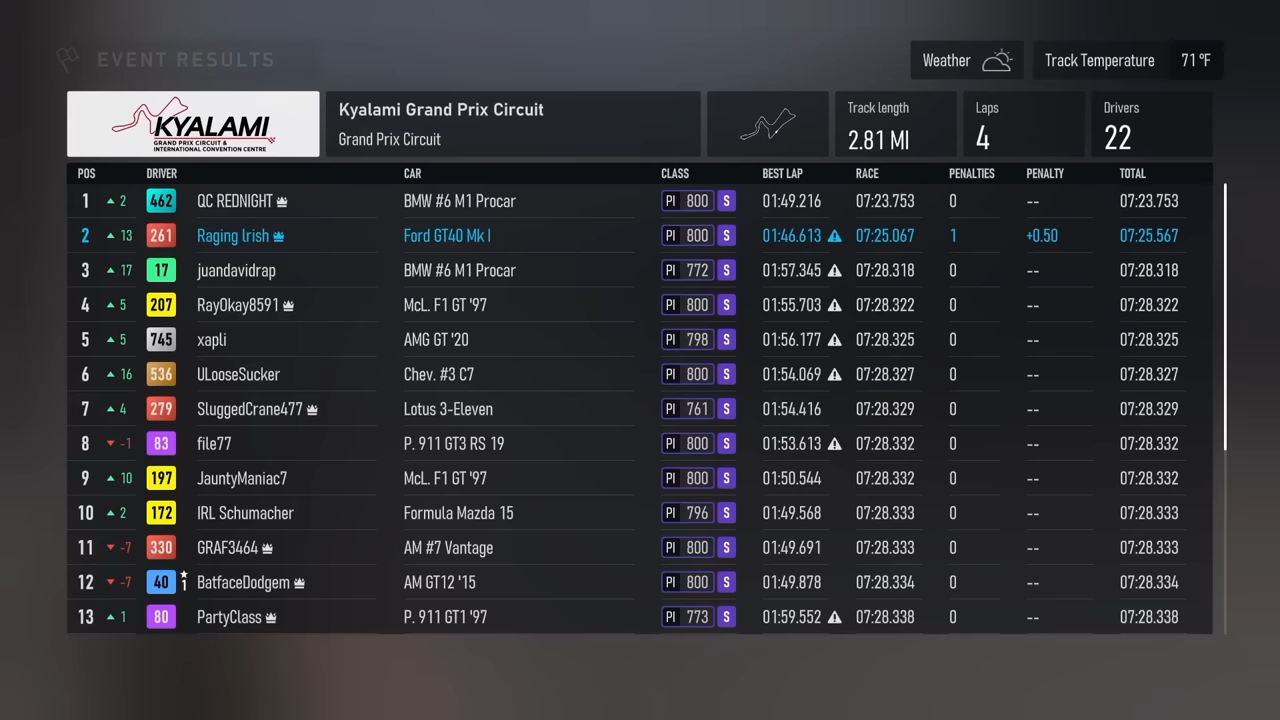 EVENT RESULTS
Weather
Track Temperature 71 °F
KYALAMI
GRAND PRIX CIRCUIT &
INTERNATIONAL CONVENTION CENTRE
Kyalami Grand Prix Circuit
Grand Prix Circuit
Track length
2.81 MI
Laps
4
Drivers
22
POS DRIVER CAR CLASS BEST LAP RACE PENALTIES PENALTY TOTAL
1 2 462 QC REDNIGHT BMW #6 M1 Procar PI 800 S 01:49.216 07:23.753 0 -- 07:23.753
2 13 261 Raging lrish Ford GT40 Mk I PI 800 S 01:46.613 07:25.067 1 +0.50 07:25.567
3 17 17 juandavidrap BMW #6 M1 Procar PI 772 S 01:57.345 07:28.318 0 -- 07:28.318
4 5 207 RayOkay8591 McL. F1 GT '97 PI 800 S 01:55.703 07:28.322 0 -- 07:28.322
5 5 745 xapli AMG GT '20 PI 798 S 01:56.177 07:28.325 0 -- 07:28.325
6 16 536 ULooseSucker Chev. #3 C7 PI 800 S 01:54.069 07:28.327 0 -- 07:28.327
7 4 279 SluggedCrane477 Lotus 3-Eleven PI 761 S 01:54.416 07:28.329 0 -- 07:28.329
8 -1 83 file77 P. 911 GT3 RS 19 PI 800 S 01:53.613 07:28.332 0 -- 07:28.332
9 10 197 JauntyManiac7 McL. F1 GT '97 PI 800 S 01:50.544 07:28.332 0 -- 07:28.332
10 2 172 IRL Schumacher Formula Mazda 15 PI 796 S 01:49.568 07:28.333 0 -- 07:28.333
11 -7 330 GRAF3464 AM #7 Vantage PI 800 S 01:49.691 07:28.333 0 -- 07:28.333
12 -7 40 1 BatfaceDodgem AM GT12 '15 PI 800 S 01:49.878 07:28.334 0 -- 07:28.334
13 1 80 PartyClass P. 911 GT1 '97 PI 773 S 01:59.552 07:28.338 0 -- 07:28.338